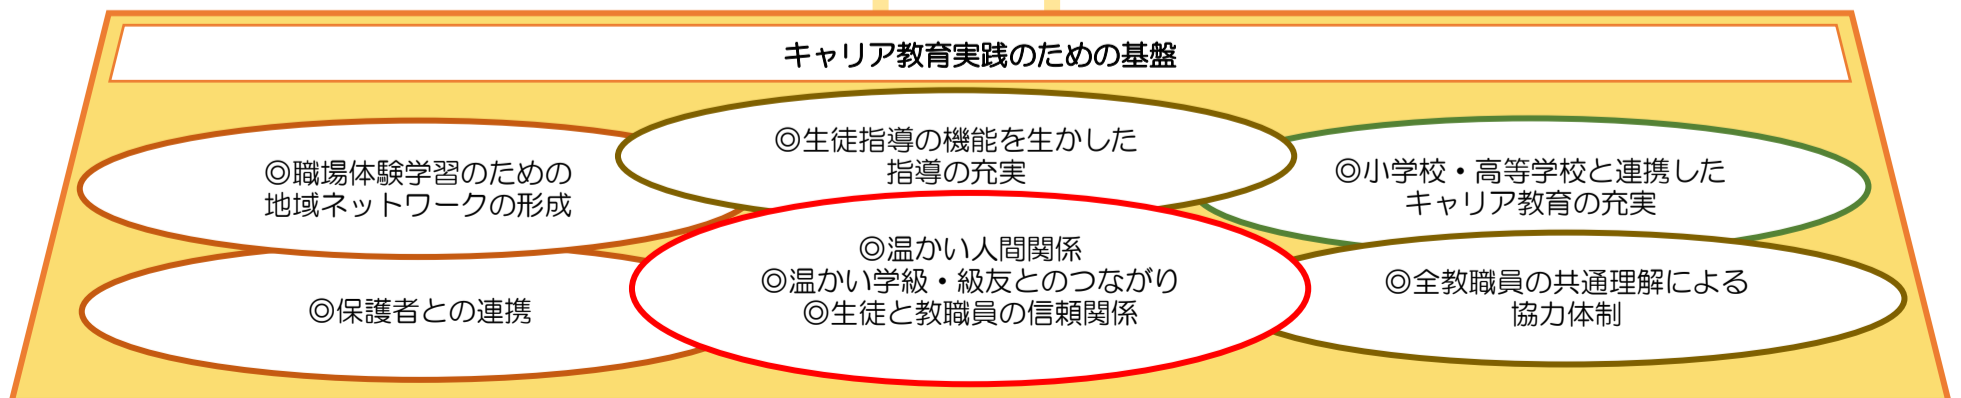 キャリア教育実践のための基盤
◎職場体験学習のための
地域ネットワークの形成
◎生徒指導の機能を生かした
指導の充実
◎小学校・高等学校と連携した
キャリア教育の充実
◎保護者との連携
◎温かい人間関係
◎温かい学級・級友とのつながり
◎生徒と教職員の信頼関係
◎全教職員の共通理解による
協力体制